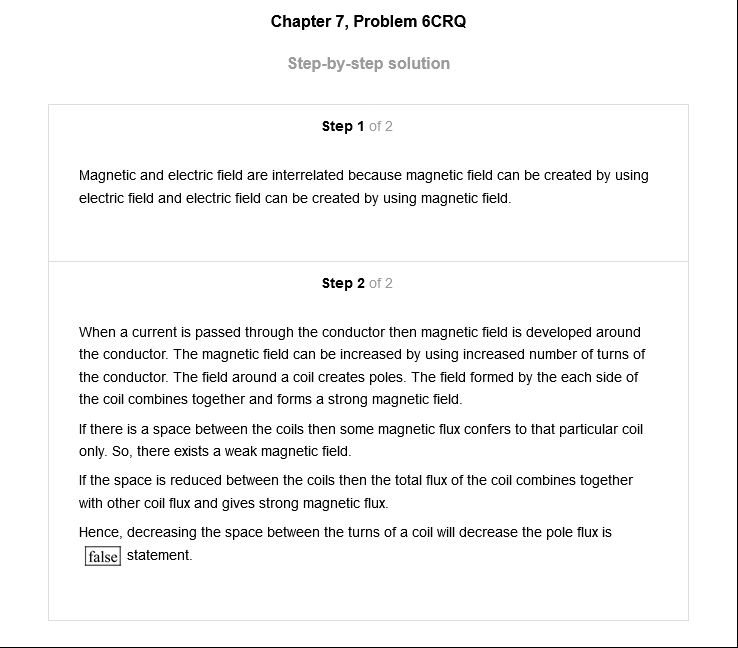 Chapter 7, Problem 6CRQ
Step-by-step solution
Step 1 of 2
Magnetic and electric field are interrelated because magnetic field can be created by using
electric field and electric field can be created by using magnetic field.
Step 2 of 2
When a current is passed through the conductor then magnetic field is developed around
the conductor. The magnetic field can be increased by using increased number of turns of
the conductor. The field around a coil creates poles. The field formed by the each side of
the coil combines together and forms a strong magnetic field.
If there is a space between the coils then some magnetic flux confers to that particular coil
only. So, there exists a weak magnetic field.
If the space is reduced between the coils then the total flux of the coil combines together
with other coil flux and gives strong magnetic flux.
Hence, decreasing the space between the turns of a coil will decrease the pole flux is
false statement.